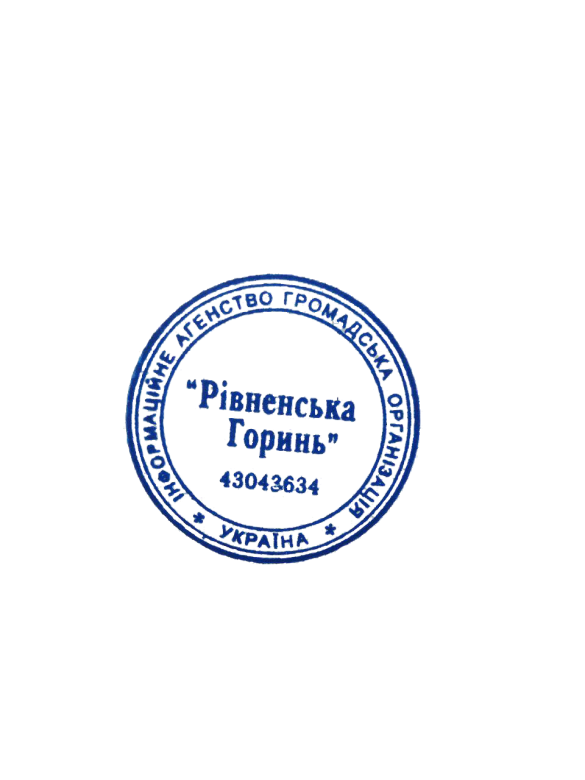 ІНФОРМАЦІЙНЕ АГЕНСТВО ГРОМАДСЬКА ОРГАНІЗАЦІЯ
"Рівненська
Горинь"
43043634
* УКРАЇНА *